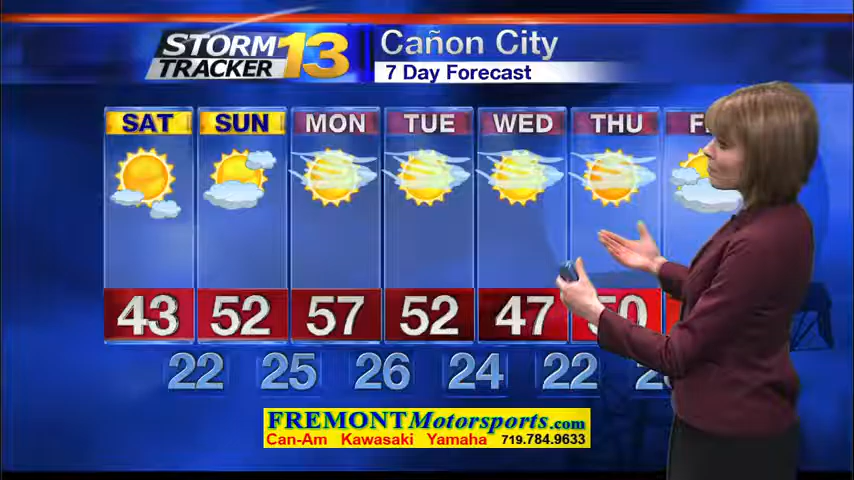 STORM
TRACKER 13
Cañon City
7 Day Forecast
SAT SUN MON TUE WED THU
43 52 57 52 47 50
22 25 26 24 22
FREMONTMotorsports.com
Can-Am Kawasaki Yamaha 719.784.9633